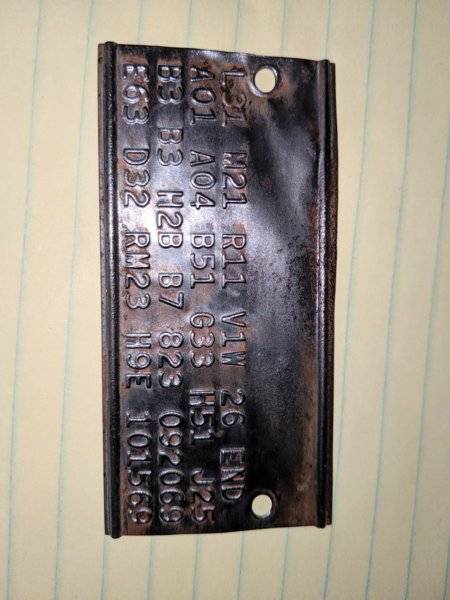 L31 M21 R11 V1W 26 END
A01 A04 B51 G33 H51 J25
B3 B3 M2B B7 823 092069
E63 D32 RM23 H9E 101569